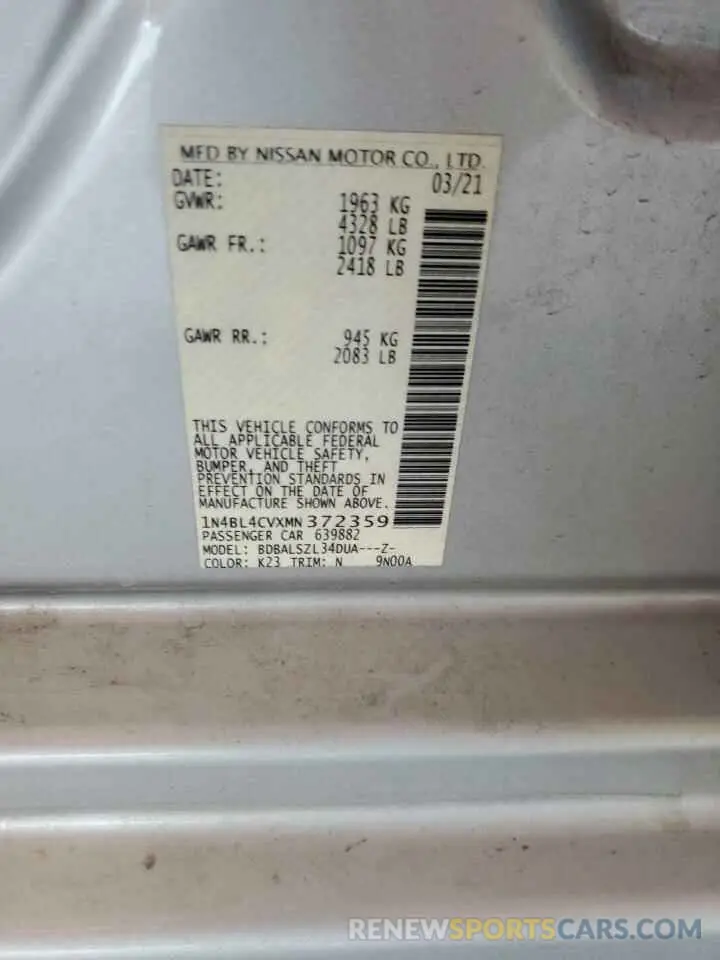 MFD BY NISSAN MOTOR CO., LTD.
DATE: 03/21
GVWR: 1963 KG
4328 LB
GAWR FR.: 1097 KG
2418 LB
GAWR RR.: 945 KG
2083 LB
THIS VEHICLE CONFORMS TO
ALL APPLICABLE FEDERAL
MOTOR VEHICLE SAFETY,
BUMPER, AND THEFT
PREVENTION STANDARDS IN
EFFECT ON THE DATE OF
MANUFACTURE SHOWN ABOVE.
1N4BL4CVXMN372359
PASSENGER CAR 639882
MODEL: BDBALSZL34DUA---Z-
COLOR: K23 TRIM: N 9N00A
RENEWSPORTSCARS.COM